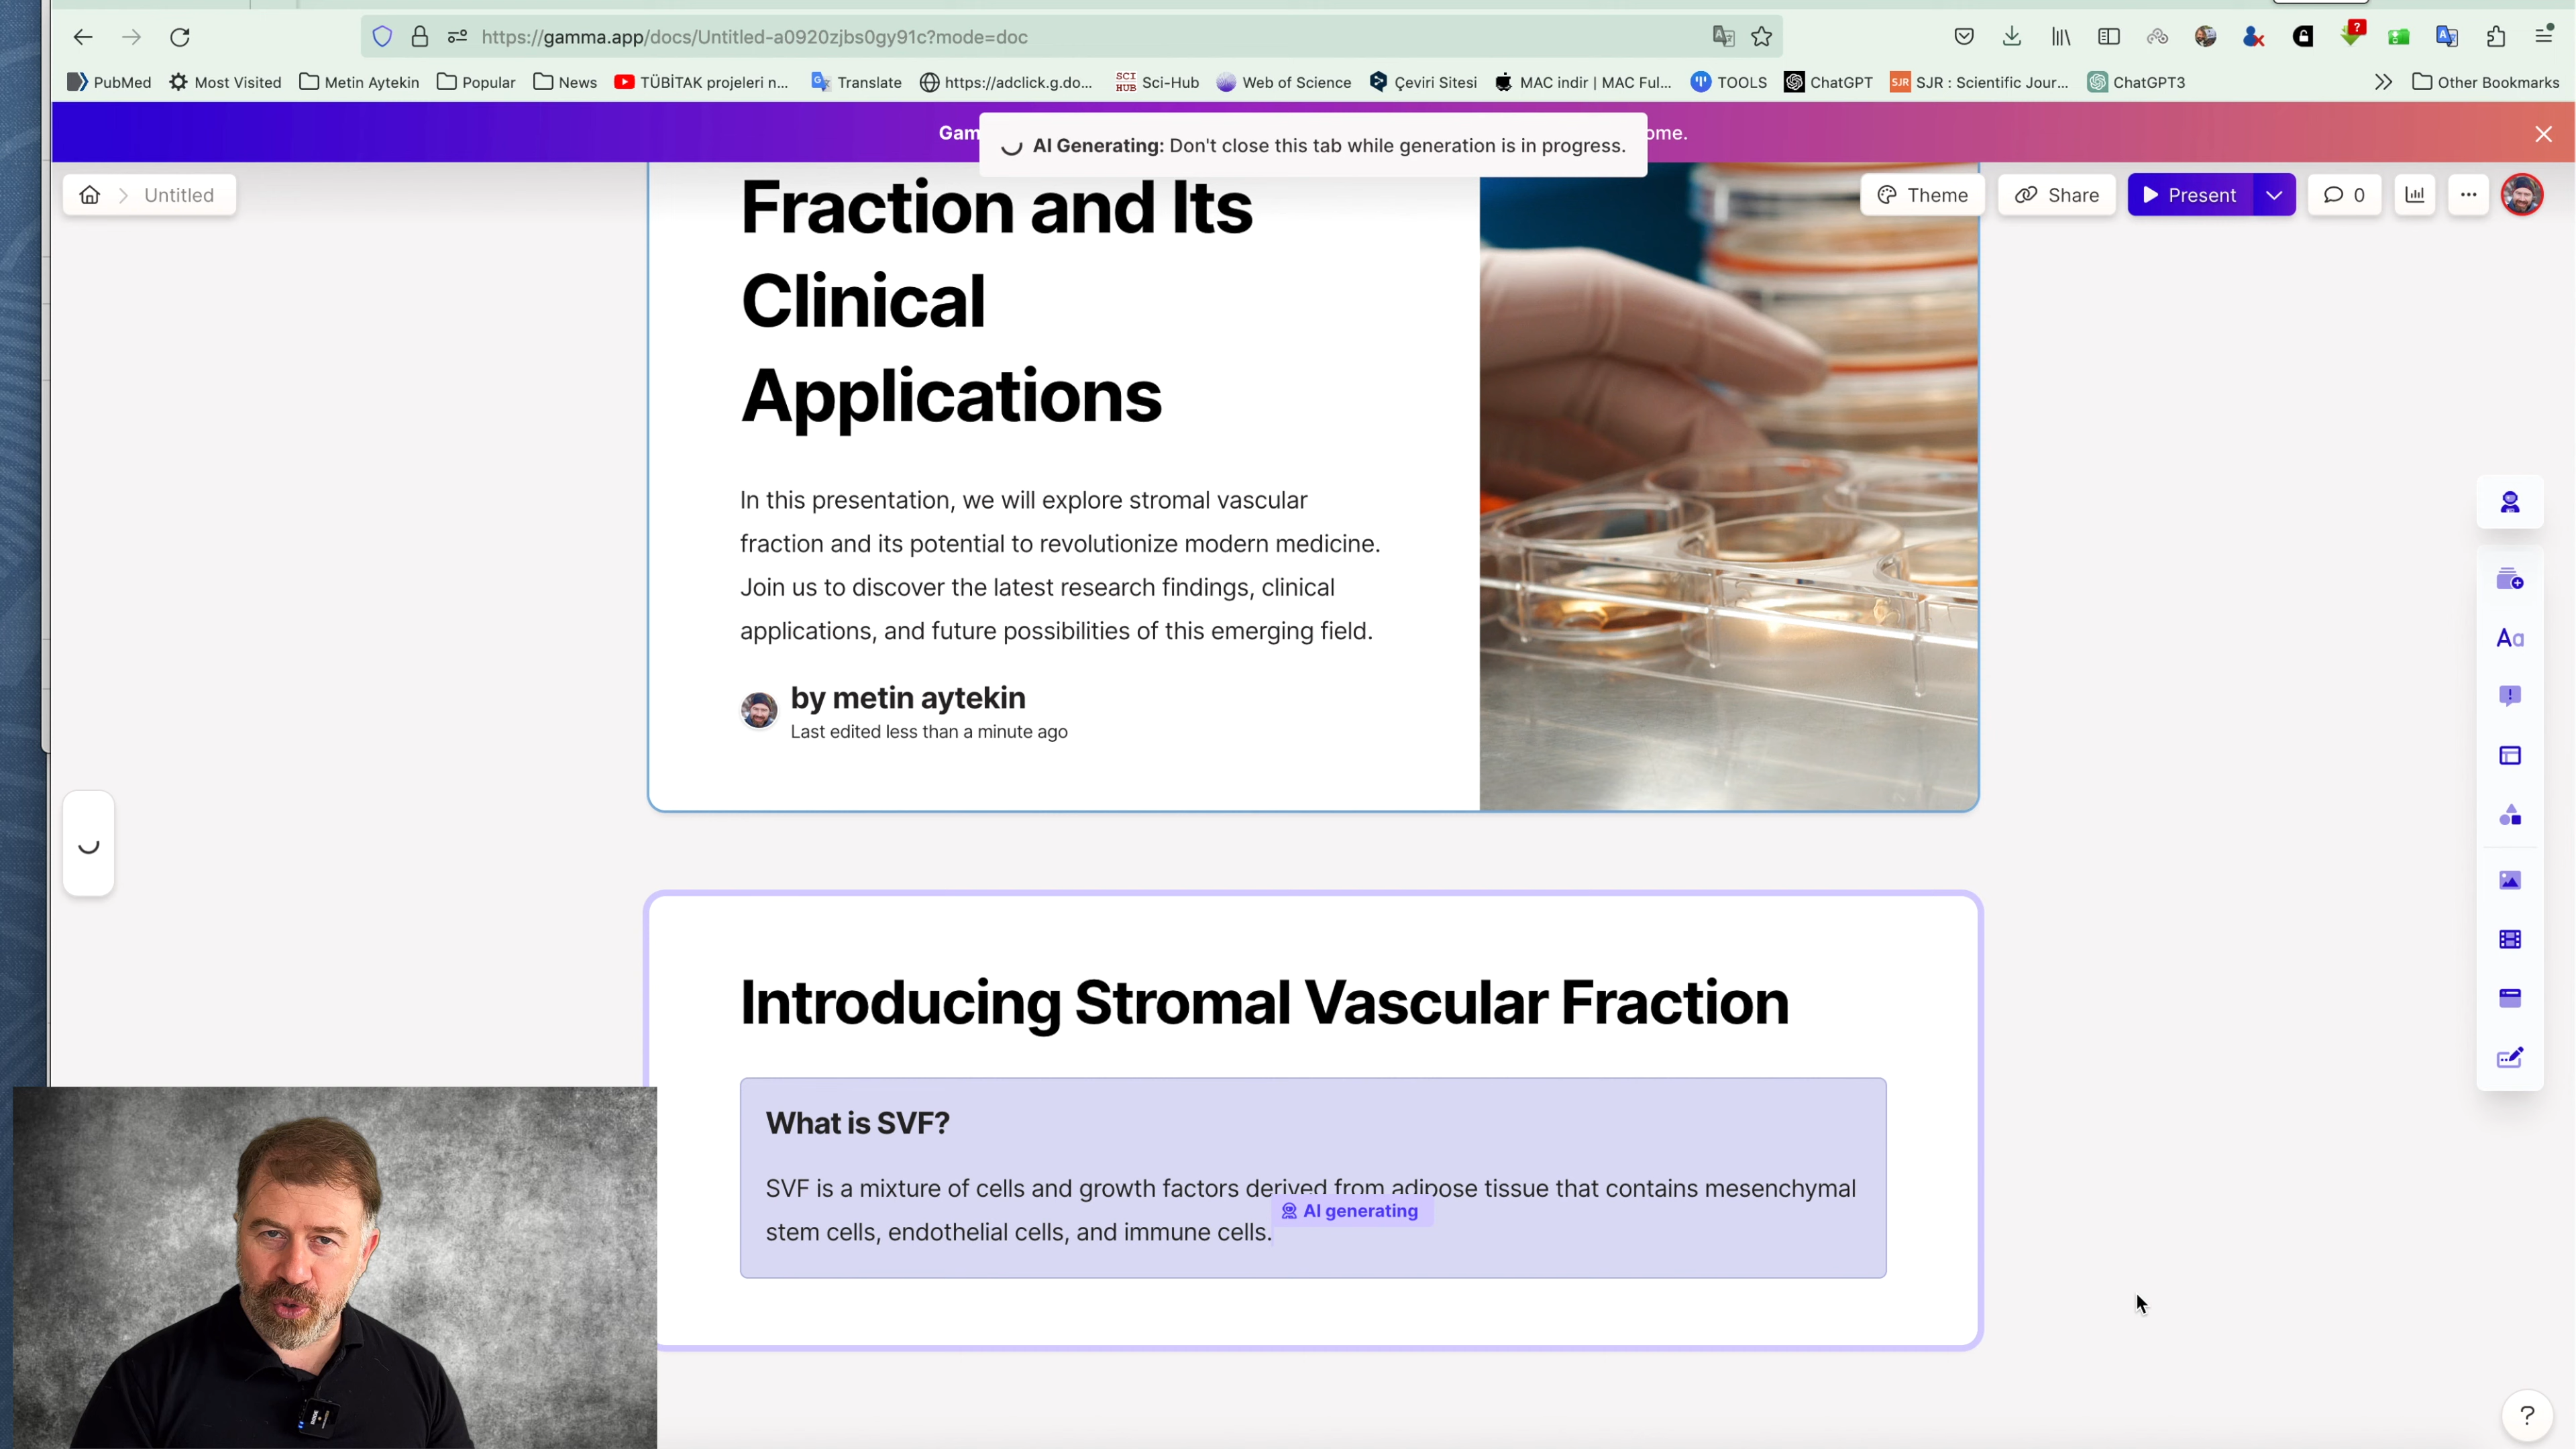 https://gamma.app/docs/Untitled-a0920zjbs0gy91c?mode=doc
PubMed Most Visited Metin Aytekin Popular News TÜBİTAK projeleri n... Translate https://adclick.g.do... SCI HUB Sci-Hub Web of Science Çeviri Sitesi MAC indir | MAC Ful... TOOLS ChatGPT SJR SJR : Scientific Jour... ChatGPT3 Other Bookmarks
Gam
AI Generating: Don't close this tab while generation is in progress.
ome.
Untitled
Theme Share Present 0
Fraction and Its
Clinical
Applications
In this presentation, we will explore stromal vascular
fraction and its potential to revolutionize modern medicine.
Join us to discover the latest research findings, clinical
applications, and future possibilities of this emerging field.
by metin aytekin
Last edited less than a minute ago
Aa
Introducing Stromal Vascular Fraction
What is SVF?
SVF is a mixture of cells and growth factors derived from adipose tissue that contains mesenchymal
AI generating
stem cells, endothelial cells, and immune cells.
?